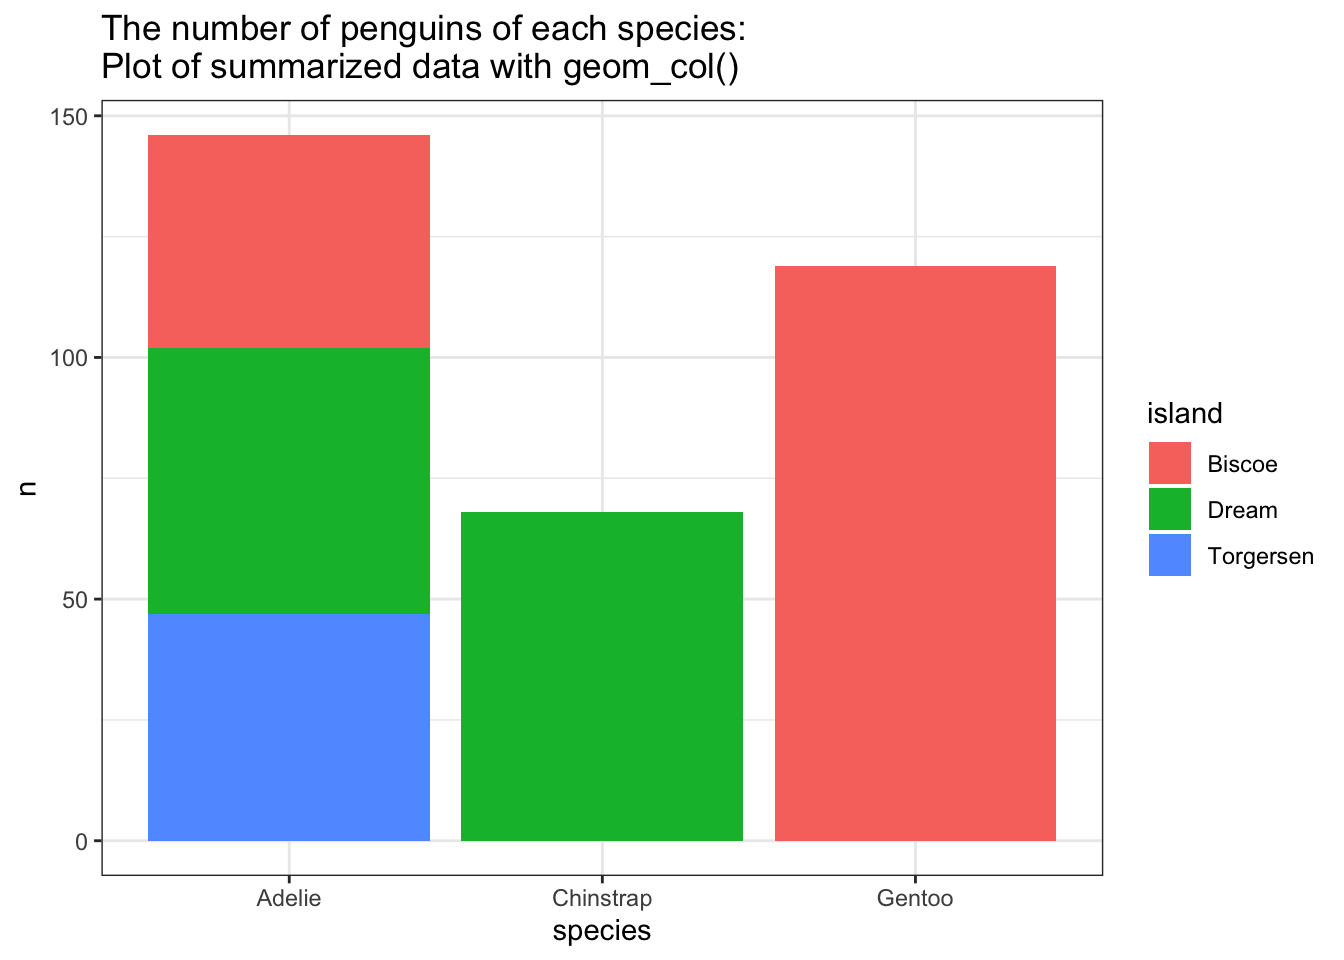 The number of penguins of each species:
Plot of summarized data with geom_col()
150
100
50
0
n
Adelie
Chinstrap
Gentoo
species
island
Biscoe
Dream
Torgersen